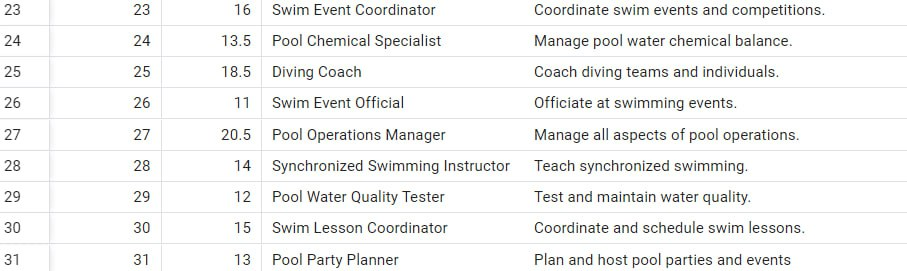 23 23 16 Swim Event Coordinator Coordinate swim events and competitions.
24 24 13.5 Pool Chemical Specialist Manage pool water chemical balance.
25 25 18.5 Diving Coach Coach diving teams and individuals.
26 26 11 Swim Event Official Officiate at swimming events.
27 27 20.5 Pool Operations Manager Manage all aspects of pool operations.
28 28 14 Synchronized Swimming Instructor Teach synchronized swimming.
29 29 12 Pool Water Quality Tester Test and maintain water quality.
30 30 15 Swim Lesson Coordinator Coordinate and schedule swim lessons.
31 31 13 Pool Party Planner Plan and host pool parties and events